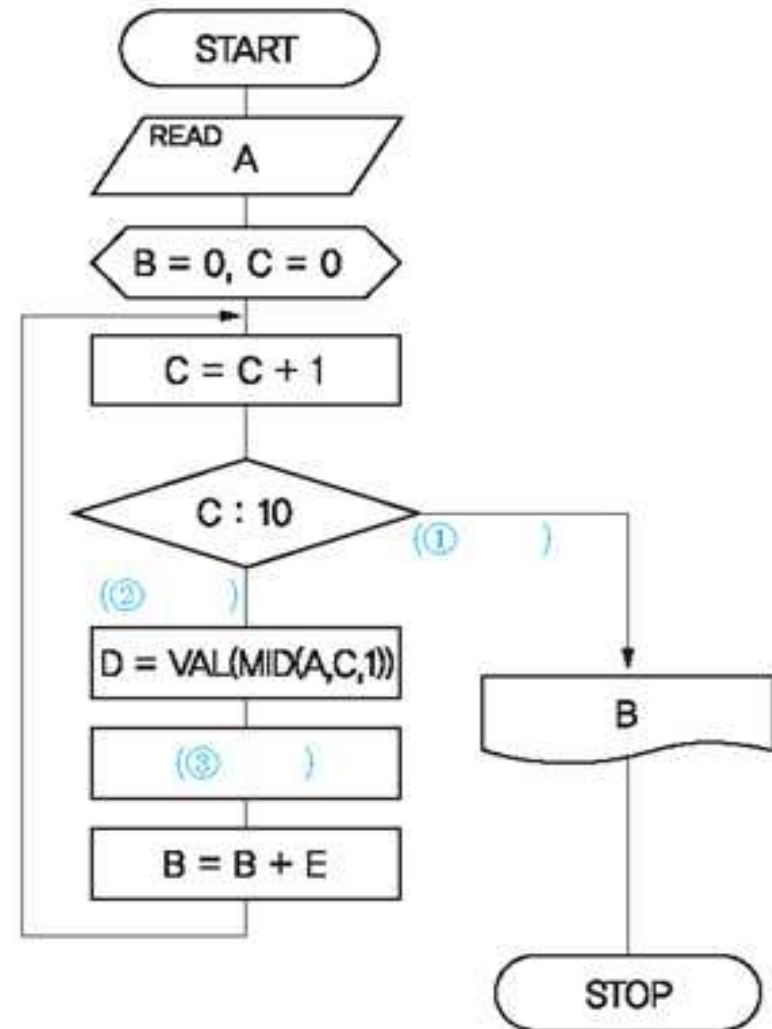 START
READ
A
B = 0, C = 0
C = C + 1
C : 10
(① )
(② )
D = VAL(MID(A,C,1))
(③ )
B = B + E
B
STOP